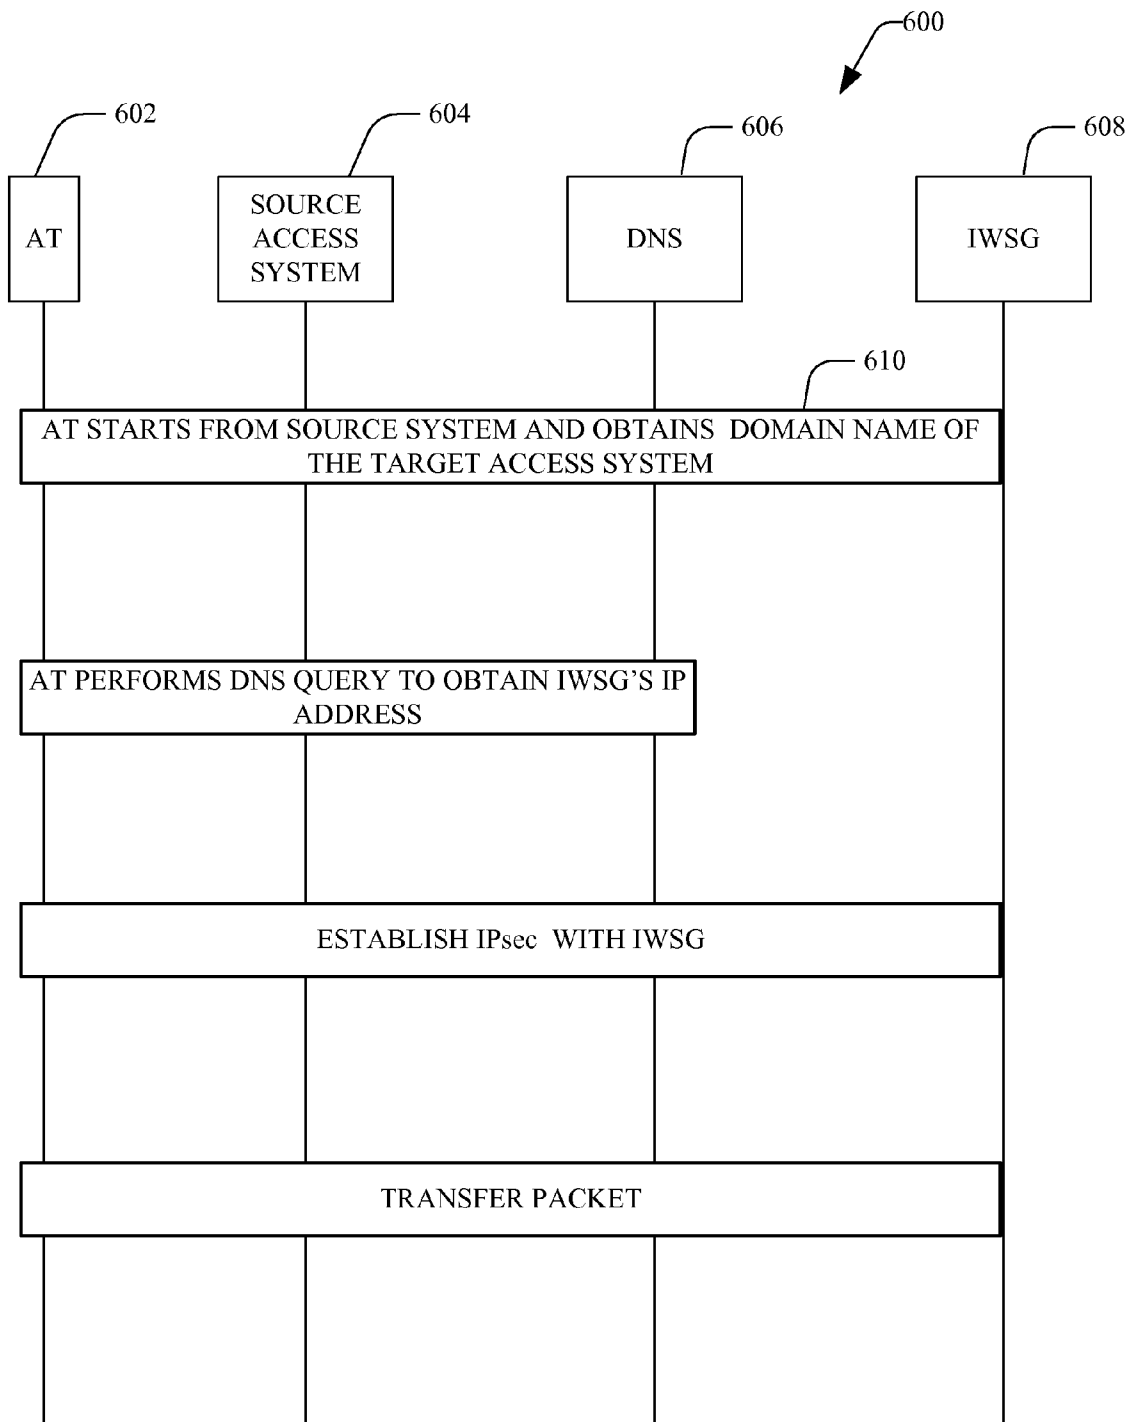 600
602
604
606
608
AT
SOURCE
ACCESS
SYSTEM
DNS
IWSG
610
AT STARTS FROM SOURCE SYSTEM AND OBTAINS DOMAIN NAME OF
THE TARGET ACCESS SYSTEM
AT PERFORMS DNS QUERY TO OBTAIN IWSG'S IP
ADDRESS
ESTABLISH IPsec WITH IWSG
TRANSFER PACKET